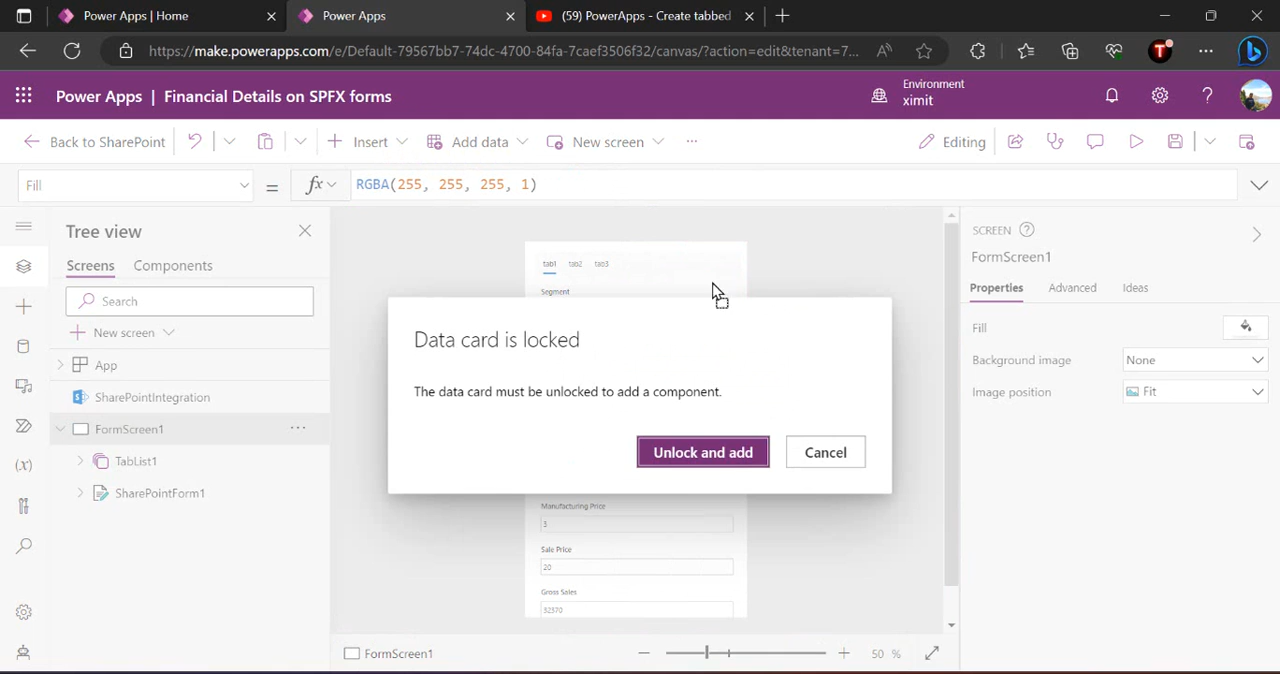 Power Apps | Home
Power Apps
(59) PowerApps - Create tabbed
https://make.powerapps.com/e/Default-79567bb7-74dc-4700-84fa-7caef3506f32/canvas/?action=edit&tenant=7...
Power Apps | Financial Details on SPFX forms
Environment
ximit
Back to SharePoint
Insert
Add data
New screen
Editing
Fill
=
fx
RGBA(255, 255, 255, 1)
Tree view
Screens
Components
Search
New screen
App
SharePointIntegration
FormScreen1
TabList1
SharePointForm1
tab1
tab2
tab3
Segment
Data card is locked
The data card must be unlocked to add a component.
Unlock and add
Cancel
Manufacturing Price
3
Sale Price
20
Gross Sales
32370
SCREEN
FormScreen1
Properties
Advanced
Ideas
Fill
Background image
None
Image position
Fit
FormScreen1
50 %